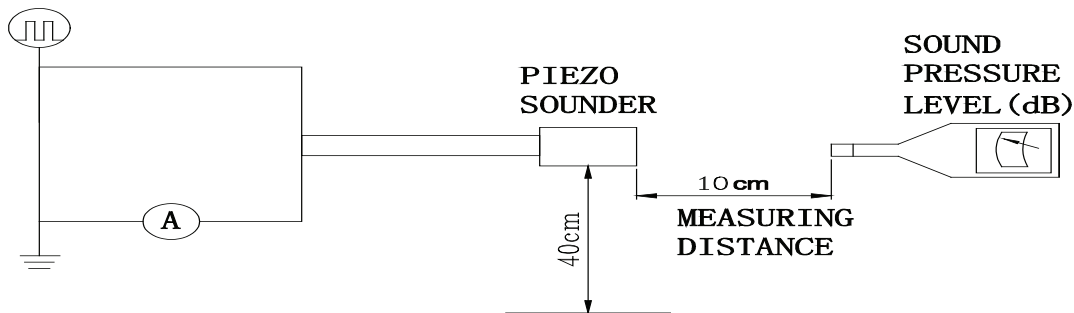 PIEZO
SOUNDER
SOUND
PRESSURE
LEVEL(dB)
10cm
MEASURING
DISTANCE
A
40cm